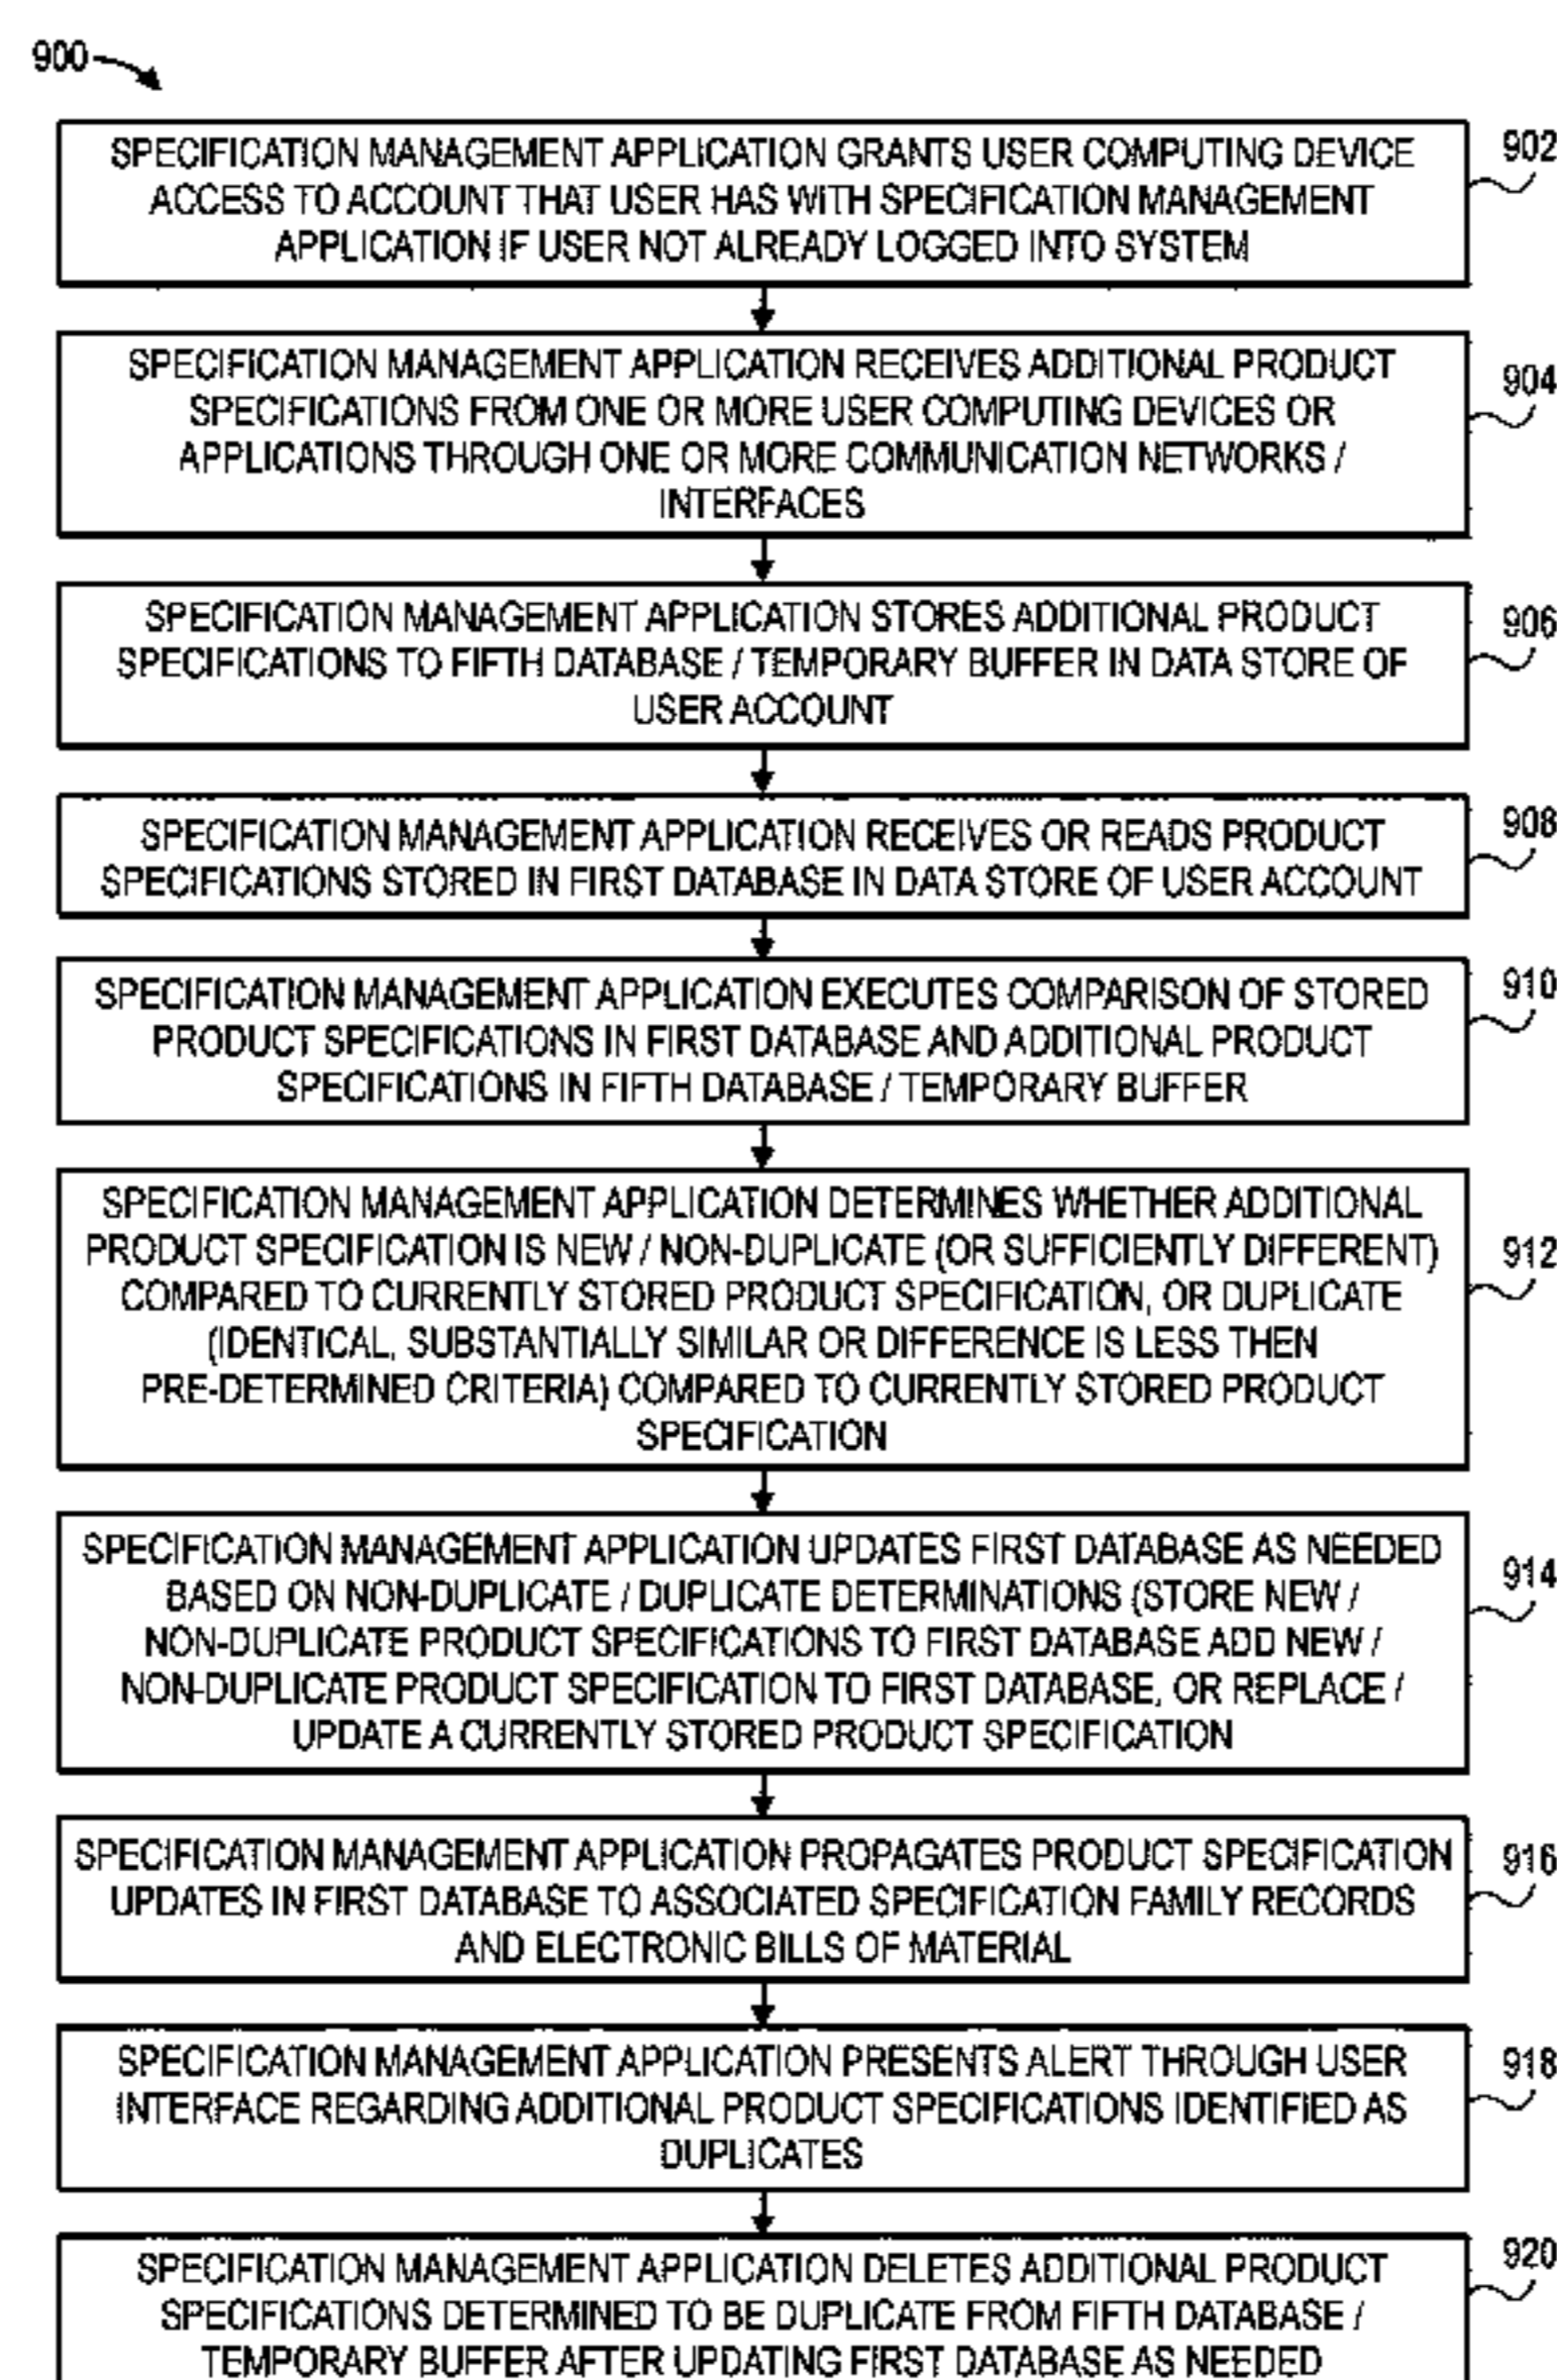 900
SPECIFICATION MANAGEMENT APPLICATION GRANTS USER COMPUTING DEVICE
ACCESS TO ACCOUNT THAT USER HAS WITH SPECIFICATION MANAGEMENT
APPLICATION IF USER NOT ALREADY LOGGED INTO SYSTEM
902
SPECIFICATION MANAGEMENT APPLICATION RECEIVES ADDITIONAL PRODUCT
SPECIFICATIONS FROM ONE OR MORE USER COMPUTING DEVICES OR
APPLICATIONS THROUGH ONE OR MORE COMMUNICATION NETWORKS /
INTERFACES
904
SPECIFICATION MANAGEMENT APPLICATION STORES ADDITIONAL PRODUCT
SPECIFICATIONS TO FIFTH DATABASE / TEMPORARY BUFFER IN DATA STORE OF
USER ACCOUNT
906
SPECIFICATION MANAGEMENT APPLICATION RECEIVES OR READS PRODUCT
SPECIFICATIONS STORED IN FIRST DATABASE IN DATA STORE OF USER ACCOUNT
908
SPECIFICATION MANAGEMENT APPLICATION EXECUTES COMPARISON OF STORED
PRODUCT SPECIFICATIONS IN FIRST DATABASE AND ADDITIONAL PRODUCT
SPECIFICATIONS IN FIFTH DATABASE / TEMPORARY BUFFER
910
SPECIFICATION MANAGEMENT APPLICATION DETERMINES WHETHER ADDITIONAL
PRODUCT SPECIFICATION IS NEW / NON-DUPLICATE (OR SUFFICIENTLY DIFFERENT)
COMPARED TO CURRENTLY STORED PRODUCT SPECIFICATION, OR DUPLICATE
(IDENTICAL, SUBSTANTIALLY SIMILAR OR DIFFERENCE IS LESS THEN
PRE-DETERMINED CRITERIA) COMPARED TO CURRENTLY STORED PRODUCT
SPECIFICATION
912
SPECIFICATION MANAGEMENT APPLICATION UPDATES FIRST DATABASE AS NEEDED
BASED ON NON-DUPLICATE / DUPLICATE DETERMINATIONS (STORE NEW /
NON-DUPLICATE PRODUCT SPECIFICATIONS TO FIRST DATABASE ADD NEW /
NON-DUPLICATE PRODUCT SPECIFICATION TO FIRST DATABASE, OR REPLACE /
UPDATE A CURRENTLY STORED PRODUCT SPECIFICATION
914
SPECIFICATION MANAGEMENT APPLICATION PROPAGATES PRODUCT SPECIFICATION
UPDATES IN FIRST DATABASE TO ASSOCIATED SPECIFICATION FAMILY RECORDS
AND ELECTRONIC BILLS OF MATERIAL
916
SPECIFICATION MANAGEMENT APPLICATION PRESENTS ALERT THROUGH USER
INTERFACE REGARDING ADDITIONAL PRODUCT SPECIFICATIONS IDENTIFIED AS
DUPLICATES
918
SPECIFICATION MANAGEMENT APPLICATION DELETES ADDITIONAL PRODUCT
SPECIFICATIONS DETERMINED TO BE DUPLICATE FROM FIFTH DATABASE /
TEMPORARY BUFFER AFTER UPDATING FIRST DATABASE AS NEEDED
920